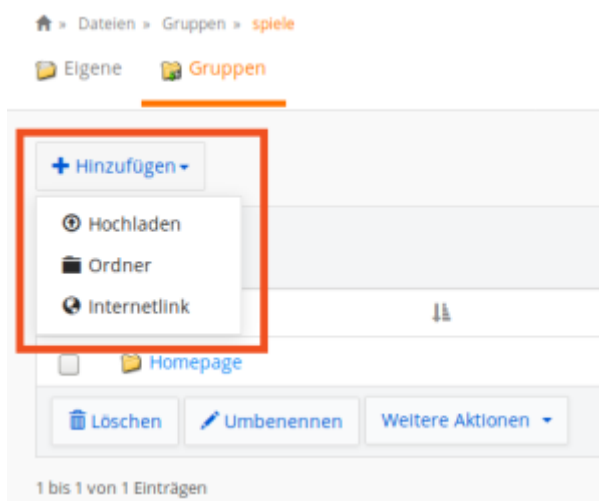 » Dateien » Gruppen » spiele
Eigene Gruppen
+ Hinzufügen
Hochladen
Ordner
Internetlink
Homepage
Löschen Umbenennen Weitere Aktionen
1 bis 1 von 1 Einträgen